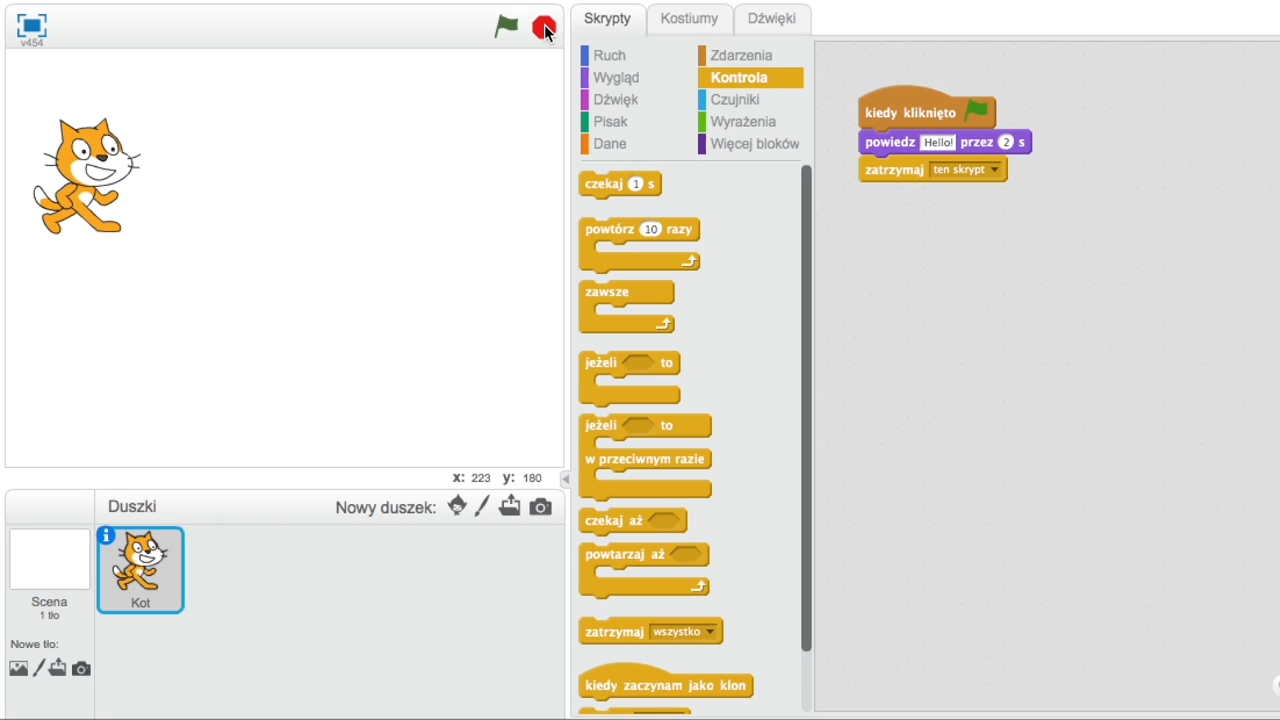 v454
x: 223 y: 180
Duszki
Nowy duszek:
Scena
1 tło
Nowe tło:
Kot
Skrypty
Kostiumy
Dźwięki
Ruch
Zdarzenia
Wygląd
Kontrola
Dźwięk
Czujniki
Pisak
Wyrażenia
Dane
Więcej bloków
czekaj 1 s
powtórz 10 razy
zawsze
jeżeli to
jeżeli to
w przeciwnym razie
czekaj aż
powtarzaj aż
zatrzymaj wszystko
kiedy zaczynam jako klon
kiedy kliknięto
powiedz Hello! przez 2 s
zatrzymaj ten skrypt